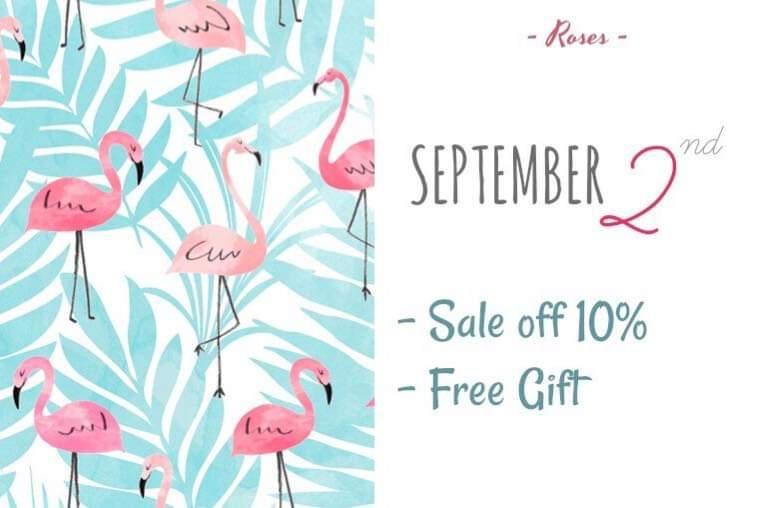 - Roses -
SEPTEMBER 2nd
- Sale off 10%
- Free Gift